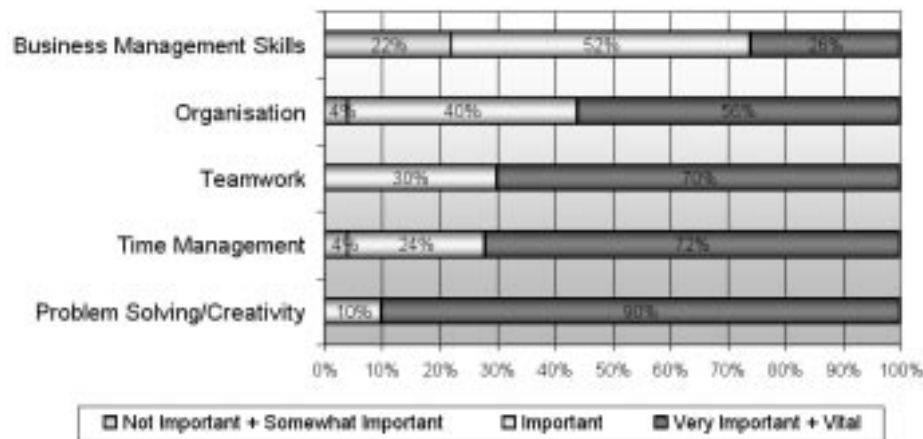 Business Management Skills 22% 52% 26%
Organisation 4% 40% 56%
Teamwork 30% 70%
Time Management 4% 24% 72%
Problem Solving/Creativity 10% 90%
0% 10% 20% 30% 40% 50% 60% 70% 80% 90% 100%
Not Important + Somewhat Important Important Very Important + Vital